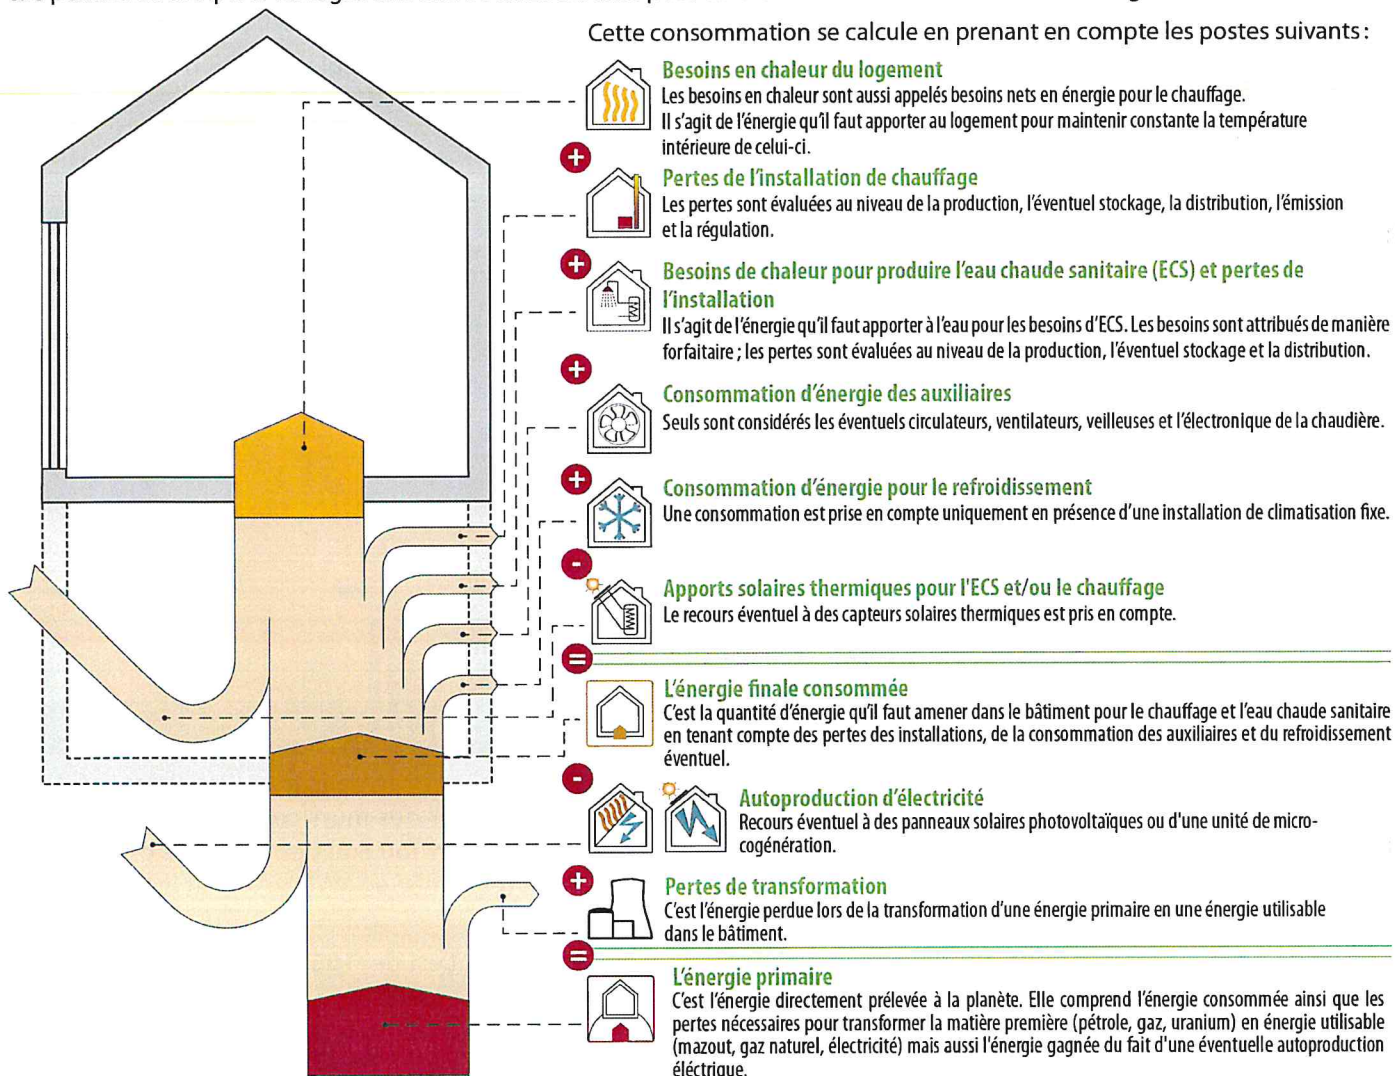 Cette consommation se calcule en prenant en compte les postes suivants :
Besoins en chaleur du logement
Les besoins en chaleur sont aussi appelés besoins nets en énergie pour le chauffage.
Il s'agit de l'énergie qu'il faut apporter au logement pour maintenir constante la température
intérieure de celui-ci.
+
Pertes de l'installation de chauffage
Les pertes sont évaluées au niveau de la production, l'éventuel stockage, la distribution, l'émission
et la régulation.
+
Besoins de chaleur pour produire l'eau chaude sanitaire (ECS) et pertes de
l'installation
Il s'agit de l'énergie qu'il faut apporter à l'eau pour les besoins d'ECS. Les besoins sont attribués de manière
forfaitaire ; les pertes sont évaluées au niveau de la production, l'éventuel stockage et la distribution.
+
Consommation d'énergie des auxiliaires
Seuls sont considérés les éventuels circulateurs, ventilateurs, veilleuses et l'électronique de la chaudière.
+
Consommation d'énergie pour le refroidissement
Une consommation est prise en compte uniquement en présence d'une installation de climatisation fixe.
-
Apports solaires thermiques pour l'ECS et/ou le chauffage
Le recours éventuel à des capteurs solaires thermiques est pris en compte.
=
L'énergie finale consommée
C'est la quantité d'énergie qu'il faut amener dans le bâtiment pour le chauffage et l'eau chaude sanitaire
en tenant compte des pertes des installations, de la consommation des auxiliaires et du refroidissement
éventuel.
-
Autoproduction d'électricité
Recours éventuel à des panneaux solaires photovoltaïques ou d'une unité de micro-
cogénération.
+
Pertes de transformation
C'est l'énergie perdue lors de la transformation d'une énergie primaire en une énergie utilisable
dans le bâtiment.
=
L'énergie primaire
C'est l'énergie directement prélevée à la planète. Elle comprend l'énergie consommée ainsi que les
pertes nécessaires pour transformer la matière première (pétrole, gaz, uranium) en énergie utilisable
(mazout, gaz naturel, électricité) mais aussi l'énergie gagnée du fait d'une éventuelle autoproduction
éléctrique.